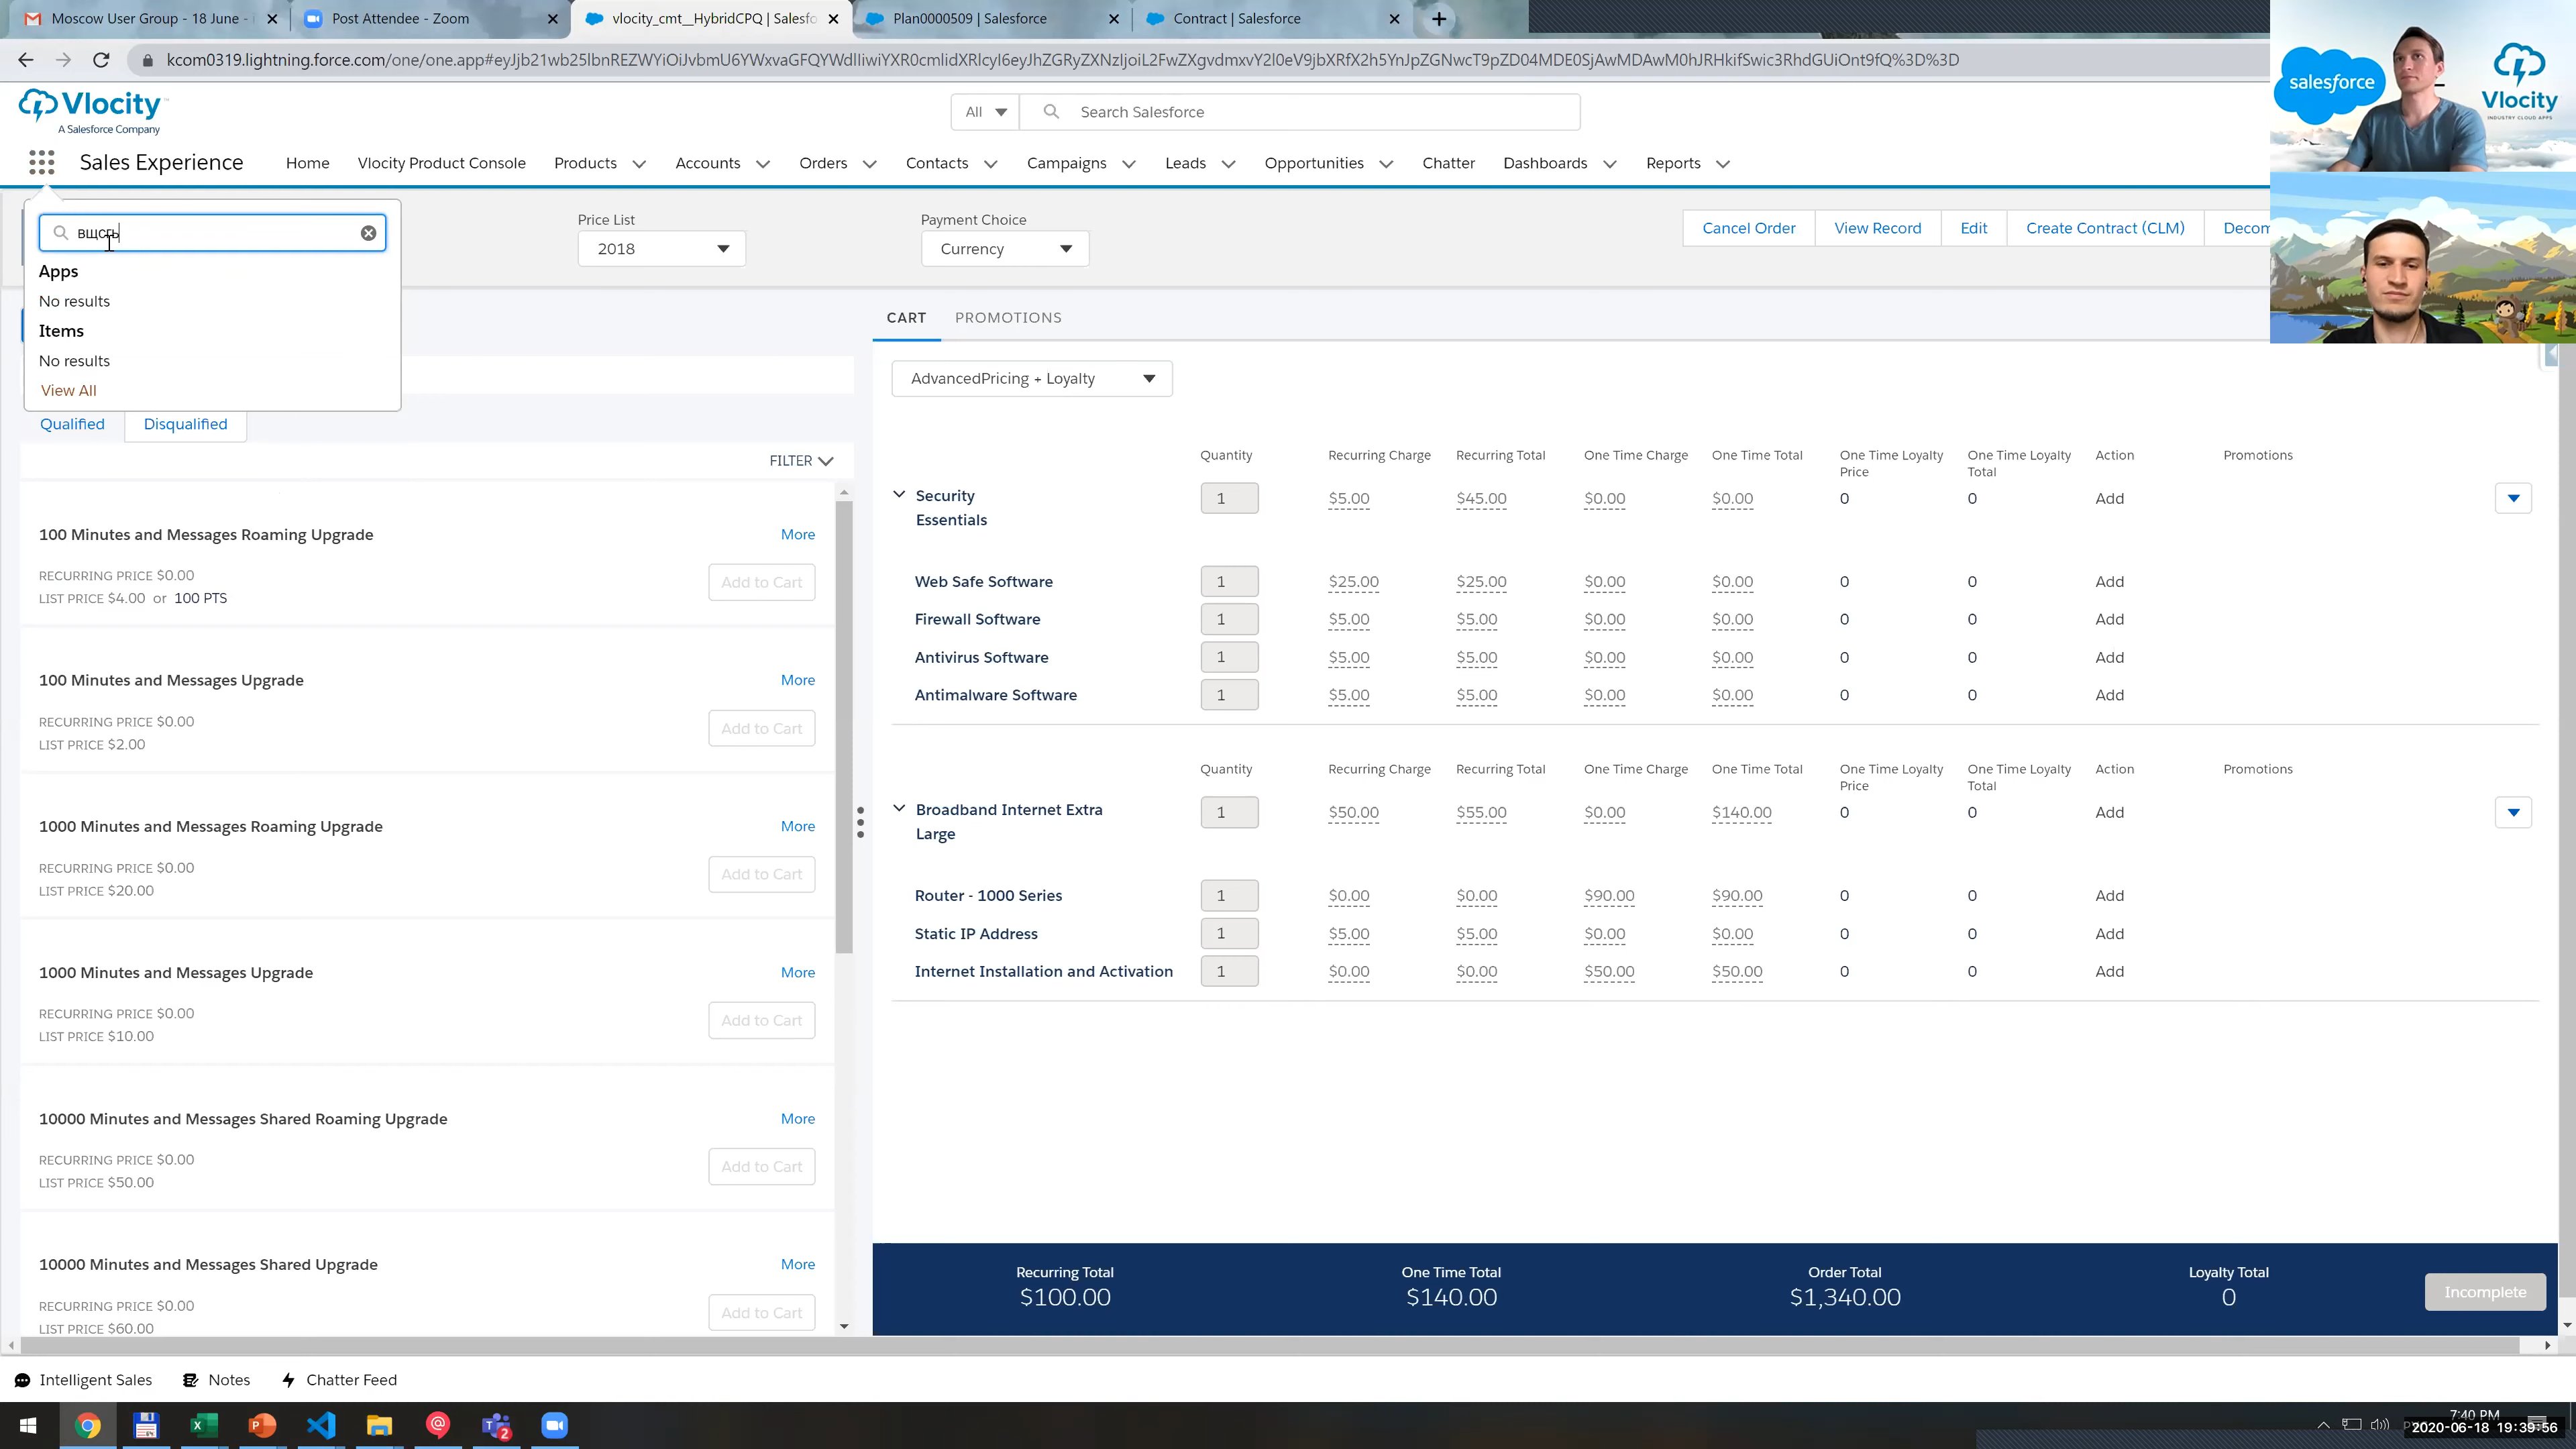 Moscow User Group - 18 June -
Post Attendee - Zoom
vlocity_cmt__HybridCPQ | Salesfo
Plan0000509 | Salesforce
Contract | Salesforce
Vlocity
A Salesforce Company
All
Search Salesforce
salesforce
Vlocity
INDUSTRY CLOUD APPS
Sales Experience
Home
Vlocity Product Console
Products
Accounts
Orders
Contacts
Campaigns
Leads
Opportunities
Chatter
Dashboards
Reports
Apps
No results
Items
No results
View All
Price List
2018
Payment Choice
Currency
Cancel Order
View Record
Edit
Create Contract (CLM)
Decom
Qualified
Disqualified
FILTER
100 Minutes and Messages Roaming Upgrade
More
RECURRING PRICE $0.00
LIST PRICE $4.00 or 100 PTS
Add to Cart
100 Minutes and Messages Upgrade
More
RECURRING PRICE $0.00
LIST PRICE $2.00
Add to Cart
1000 Minutes and Messages Roaming Upgrade
More
RECURRING PRICE $0.00
LIST PRICE $20.00
Add to Cart
1000 Minutes and Messages Upgrade
More
RECURRING PRICE $0.00
LIST PRICE $10.00
Add to Cart
10000 Minutes and Messages Shared Roaming Upgrade
More
RECURRING PRICE $0.00
LIST PRICE $50.00
Add to Cart
10000 Minutes and Messages Shared Upgrade
More
RECURRING PRICE $0.00
LIST PRICE $60.00
Add to Cart
CART
PROMOTIONS
AdvancedPricing + Loyalty
Quantity Recurring Charge Recurring Total One Time Charge One Time Total One Time Loyalty Price One Time Loyalty Total Action Promotions
Security Essentials 1 $5.00 $45.00 $0.00 $0.00 0 0 Add
Web Safe Software 1 $25.00 $25.00 $0.00 $0.00 0 0 Add
Firewall Software 1 $5.00 $5.00 $0.00 $0.00 0 0 Add
Antivirus Software 1 $5.00 $5.00 $0.00 $0.00 0 0 Add
Antimalware Software 1 $5.00 $5.00 $0.00 $0.00 0 0 Add
Quantity Recurring Charge Recurring Total One Time Charge One Time Total One Time Loyalty Price One Time Loyalty Total Action Promotions
Broadband Internet Extra Large 1 $50.00 $55.00 $0.00 $140.00 0 0 Add
Router - 1000 Series 1 $0.00 $0.00 $90.00 $90.00 0 0 Add
Static IP Address 1 $5.00 $5.00 $0.00 $0.00 0 0 Add
Internet Installation and Activation 1 $0.00 $0.00 $50.00 $50.00 0 0 Add
Recurring Total
$100.00
One Time Total
$140.00
Order Total
$1,340.00
Loyalty Total
0
Incomplete
Intelligent Sales
Notes
Chatter Feed
7:40 PM
2020-06-18 19:39:56